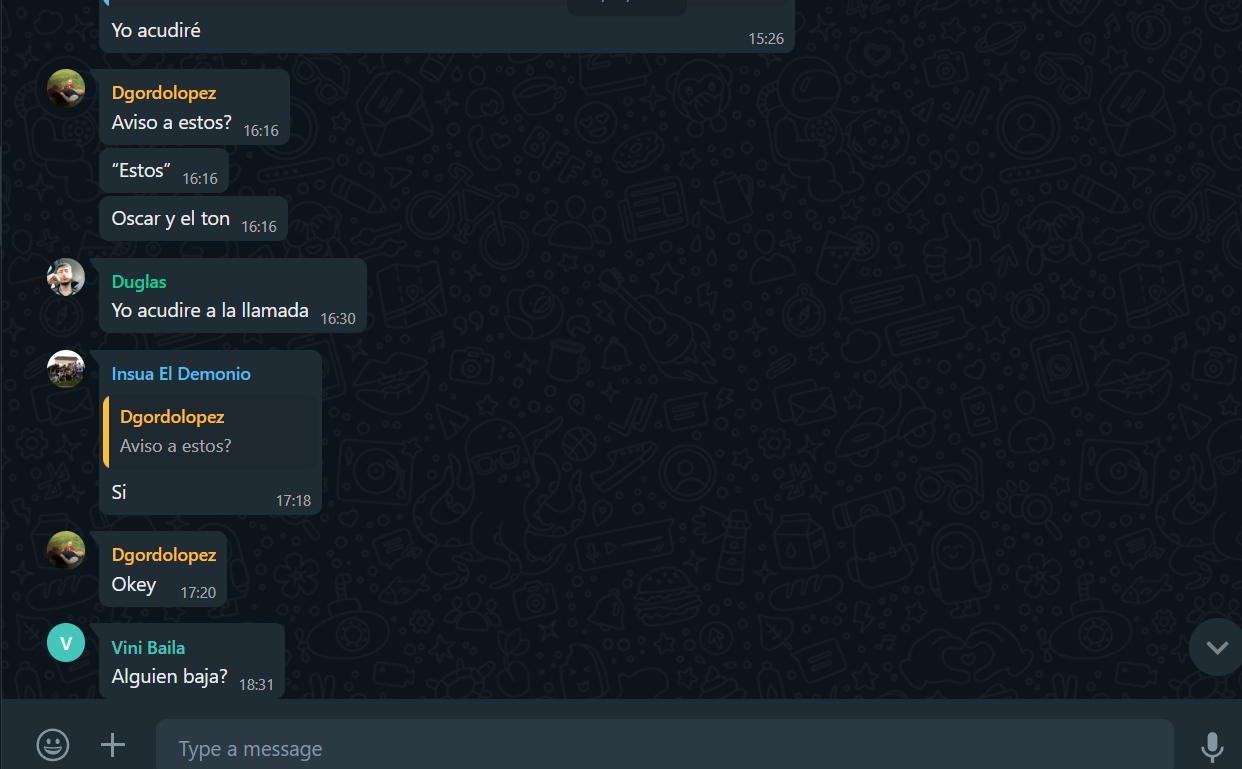 Yo acudiré
15:26
Dgordolopez
Aviso a estos? 16:16
“Estos” 16:16
Oscar y el ton 16:16
Duglas
Yo acudire a la llamada 16:30
Insua El Demonio
Dgordolopez
Aviso a estos?
Si 17:18
Dgordolopez
Okey 17:20
V
Vini Baila
Alguien baja? 18:31
Type a message